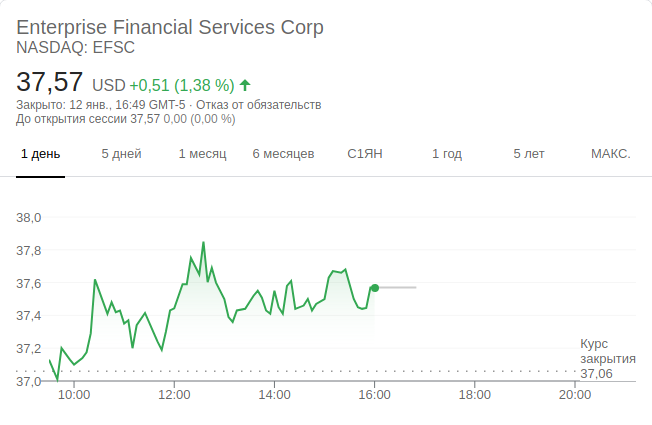 Enterprise Financial Services Corp
NASDAQ: EFSC
37,57 USD +0,51 (1,38 %)
Закрыто: 12 янв., 16:49 GMT-5 · Отказ от обязательств
До открытия сессии 37,57 0,00 (0,00 %)
1 день 5 дней 1 месяц 6 месяцев С1ЯН 1 год 5 лет МАКС.
38,0
37,8
37,6
37,4
37,2
37,0
Курс
закрытия
37,06
10:00 12:00 14:00 16:00 18:00 20:00